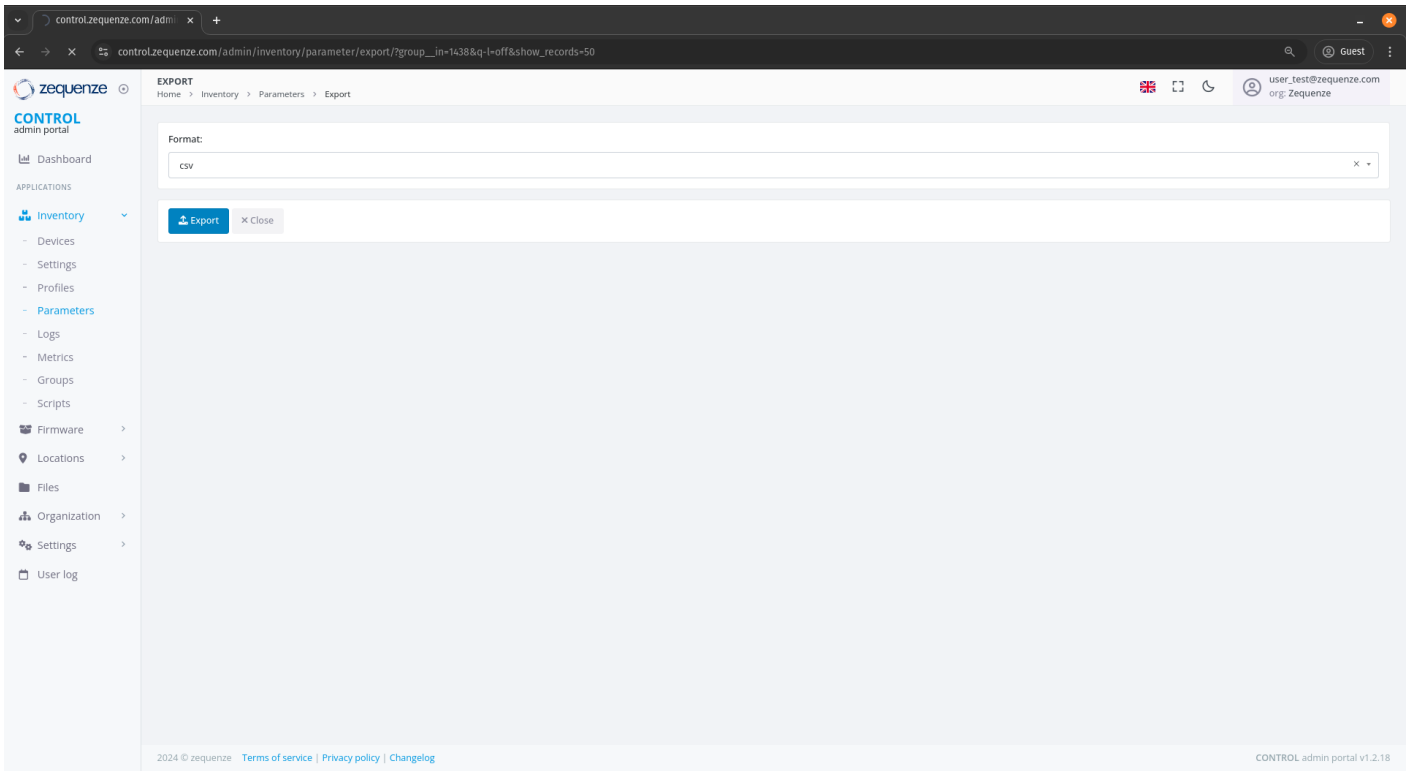 control.zequenze.com/adm
control.zequenze.com/admin/inventory/parameter/export/?group__in=1438&q-l=off&show_records=50
Guest
zequenze
CONTROL
admin portal
Dashboard
APPLICATIONS
Inventory
Devices
Settings
Profiles
Parameters
Logs
Metrics
Groups
Scripts
Firmware
Locations
Files
Organization
Settings
User log
EXPORT
Home > Inventory > Parameters > Export
user_test@zequenze.com
org: Zequenze
Format:
csv
Export
× Close
2024 © zequenze Terms of service | Privacy policy | Changelog
CONTROL admin portal v1.2.18